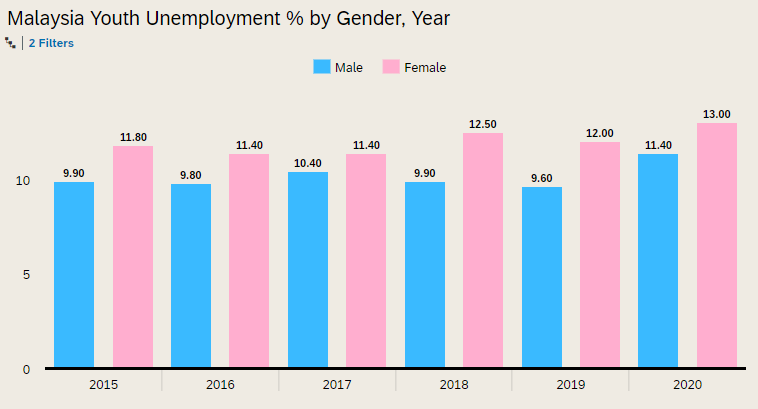 Malaysia Youth Unemployment % by Gender, Year
2 Filters
Male Female
9.90 11.80 9.80 11.40 10.40 11.40 9.90 12.50 9.60 12.00 11.40 13.00
10
5
0
2015 2016 2017 2018 2019 2020